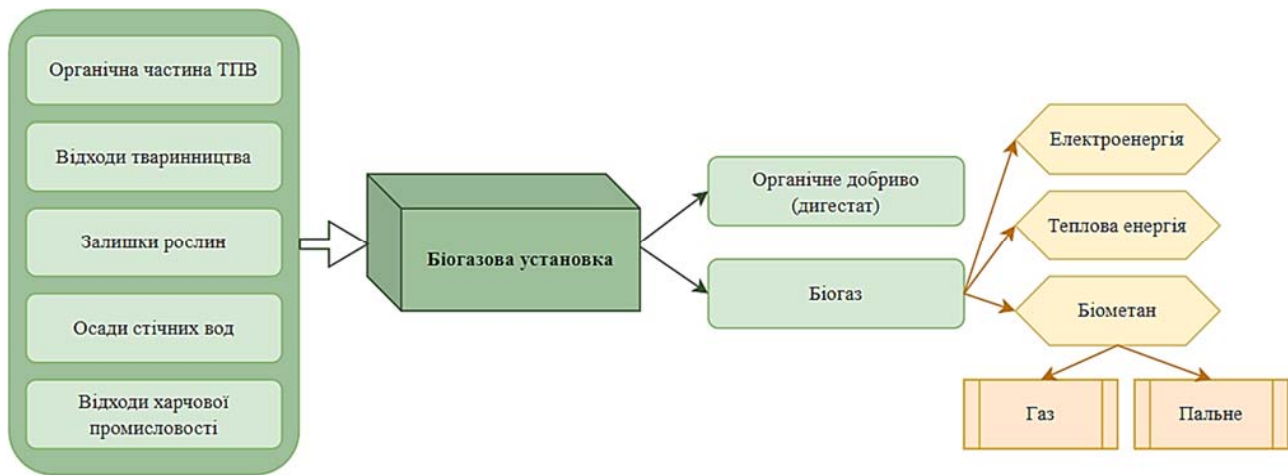 Органічна частина ТПВ
Відходи тваринництва
Залишки рослин
Осади стічних вод
Відходи харчової
промисловості
Біогазова установка
Органічне добриво
(дигестат)
Біогаз
Електроенергія
Теплова енергія
Біометан
Газ
Пальне